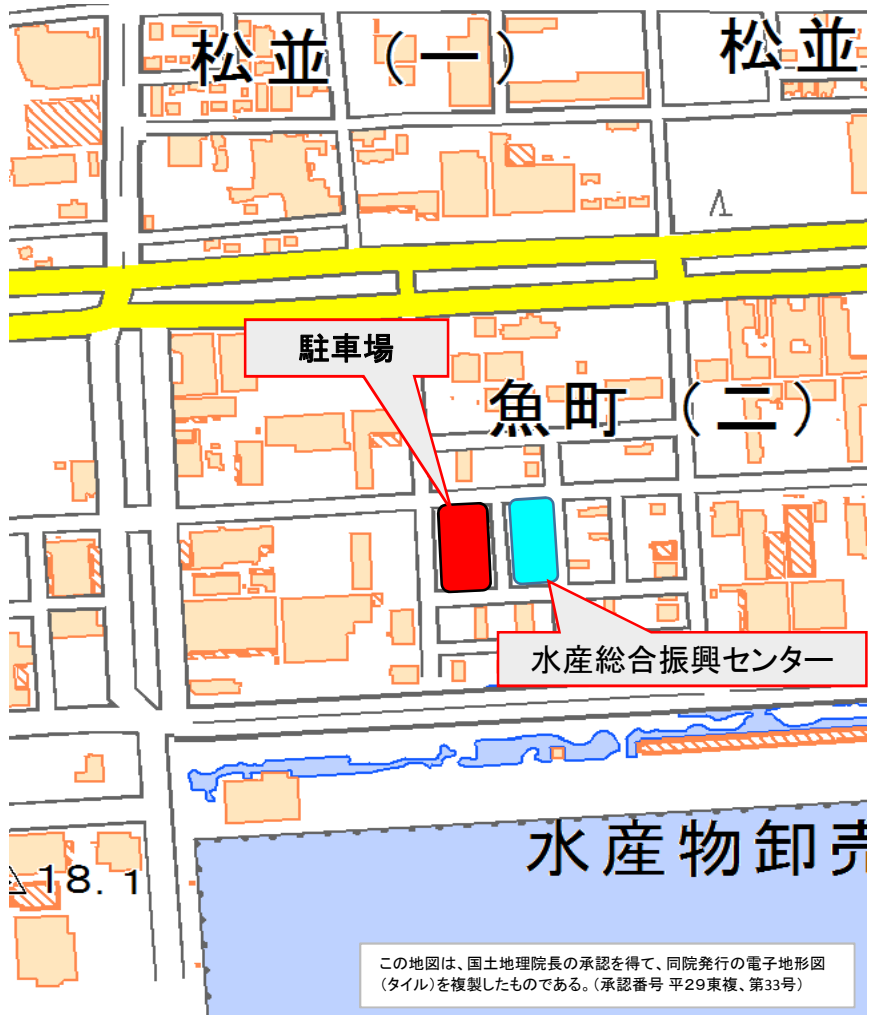 松並（一）
松並
駐車場
魚町（二）
水産総合振興センター
水産物卸売
18.1
この地図は、国土地理院長の承認を得て、同院発行の電子地形図
（タイル）を複製したものである。（承認番号 平29東複、第33号）